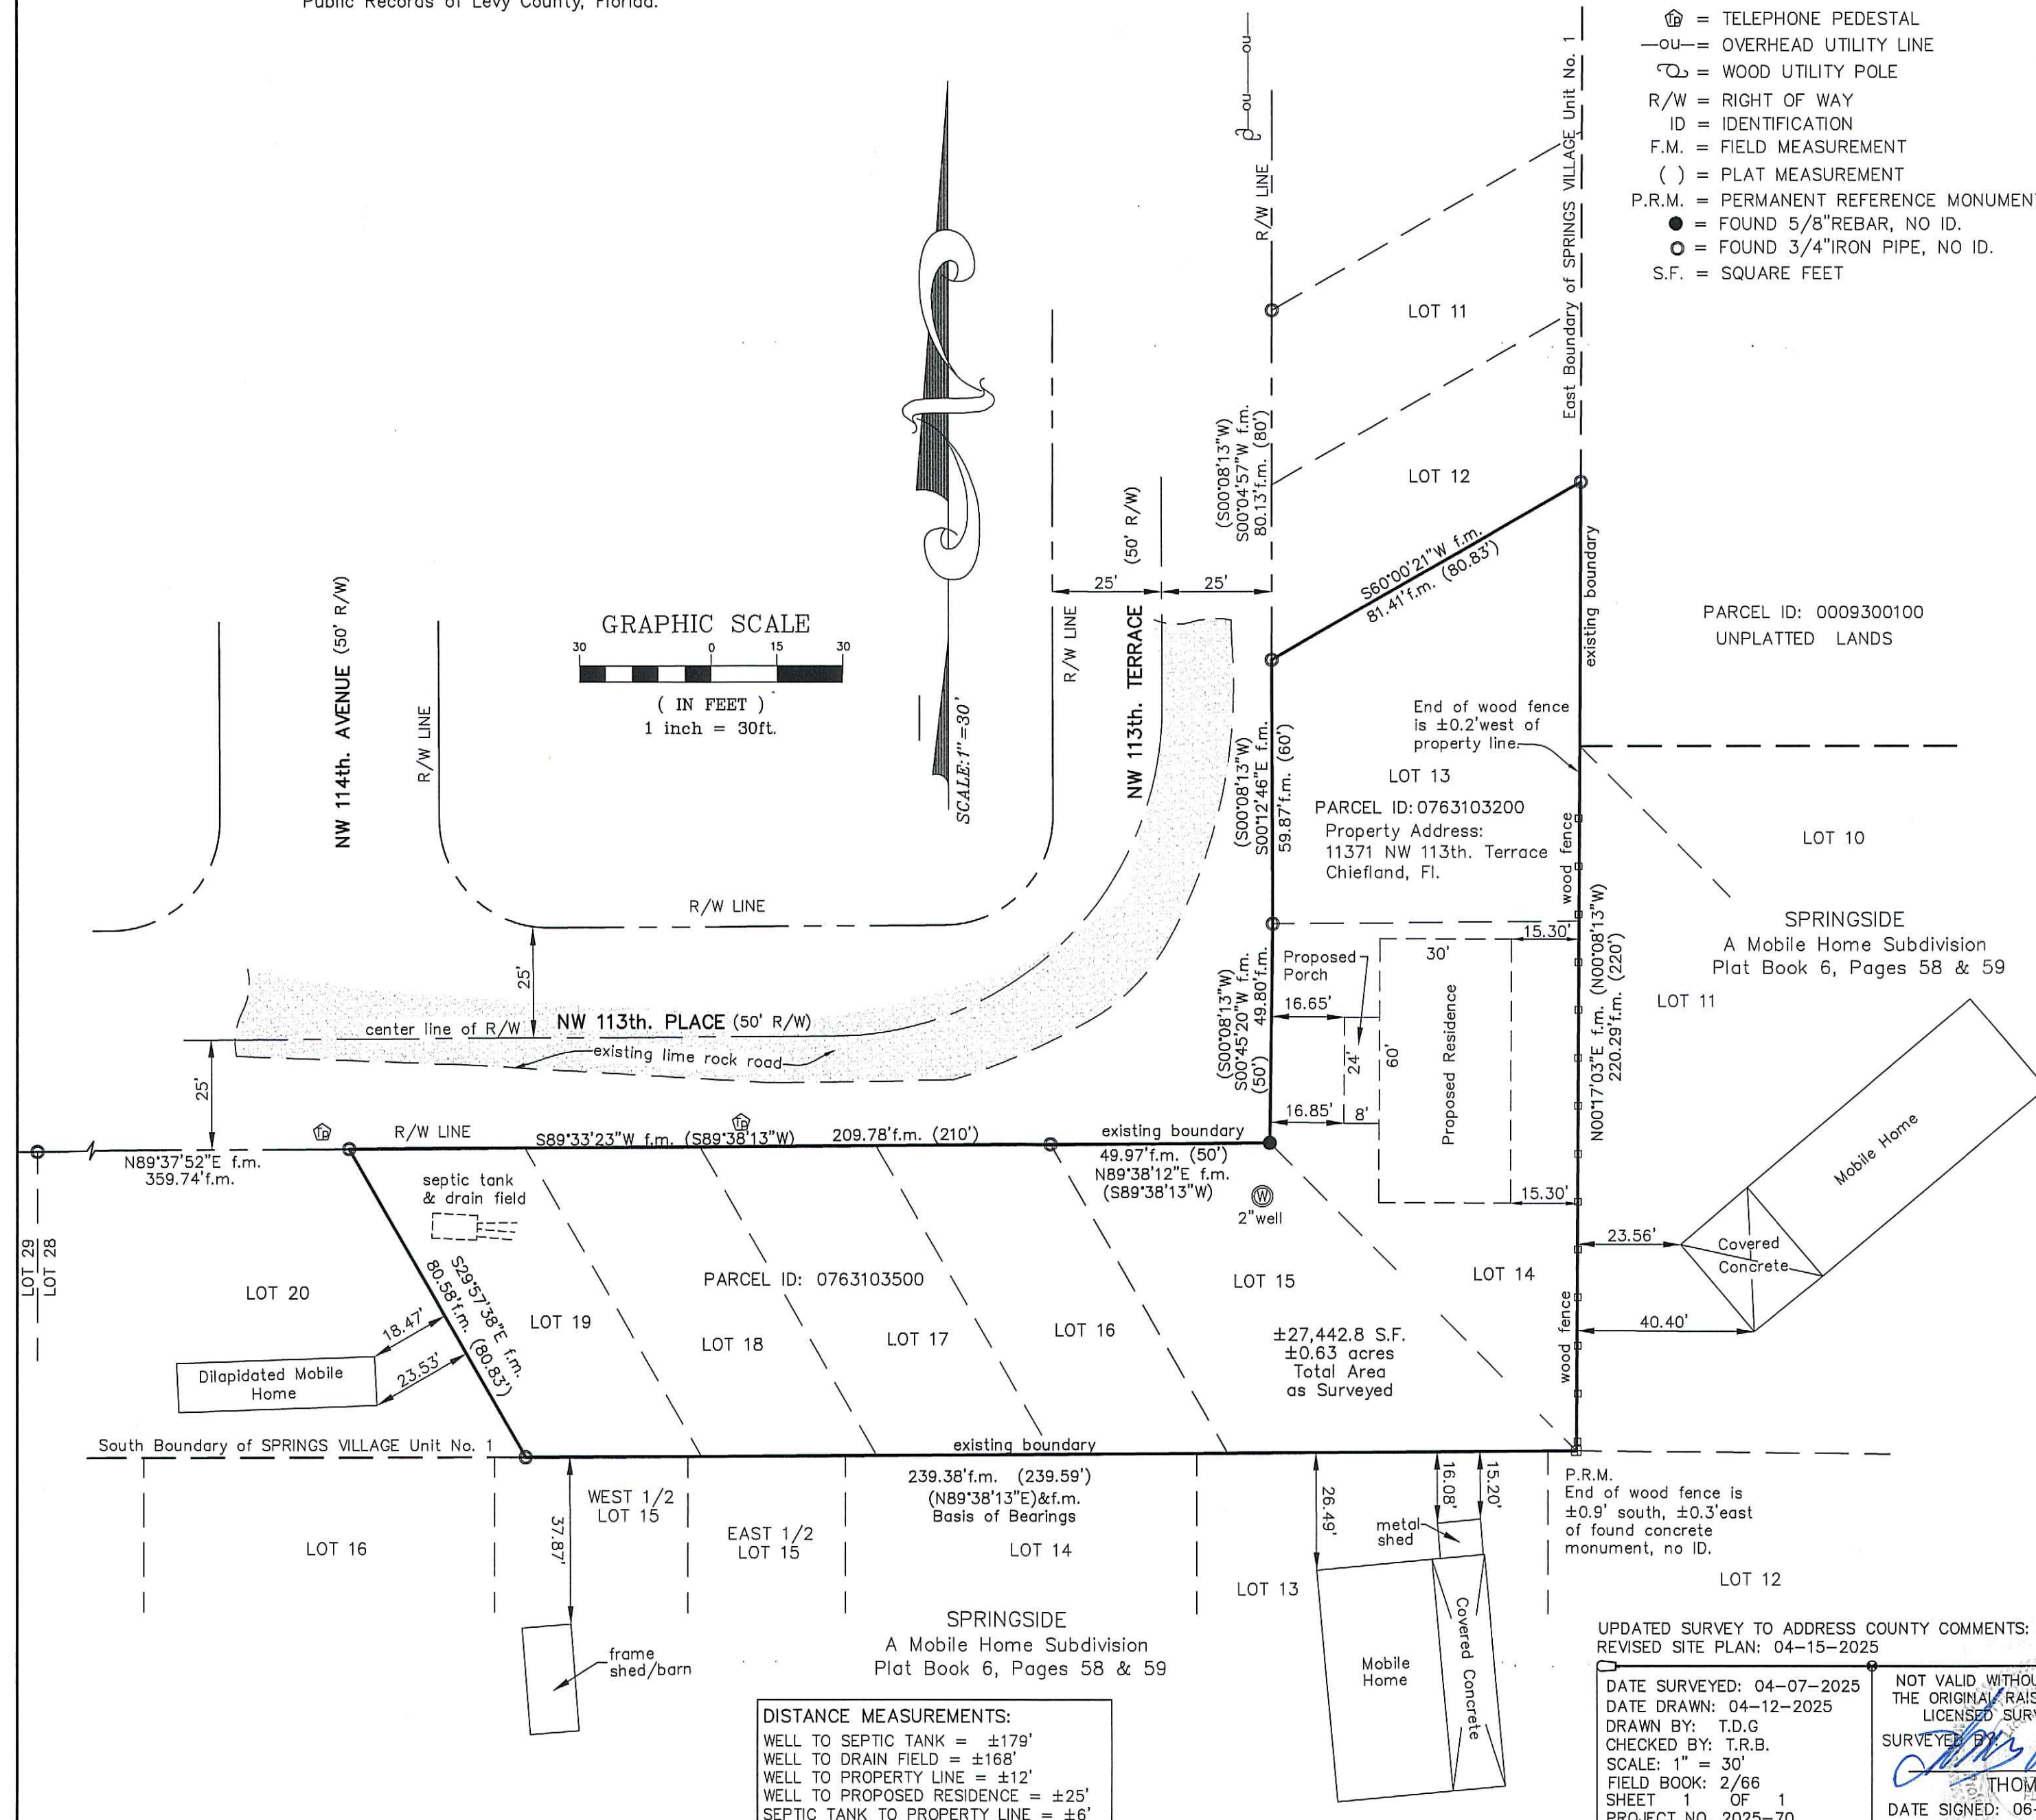 Public Records of Levy County, Florida.
TP = TELEPHONE PEDESTAL
—ou— = OVERHEAD UTILITY LINE
= WOOD UTILITY POLE
R/W = RIGHT OF WAY
ID = IDENTIFICATION
F.M. = FIELD MEASUREMENT
( ) = PLAT MEASUREMENT
P.R.M. = PERMANENT REFERENCE MONUMENT
= FOUND 5/8"REBAR, NO ID.
= FOUND 3/4"IRON PIPE, NO ID.
S.F. = SQUARE FEET
ou
ou
R/W LINE
East Boundary of SPRINGS VILLAGE Unit No. 1
LOT 11
LOT 12
(S00°08'13"W)
S00°04'57"W f.m.
80.13'f.m. (80')
S60°00'21"W f.m.
81.41'f.m. (80.83')
existing boundary
PARCEL ID: 0009300100
UNPLATTED LANDS
NW 114th. AVENUE (50' R/W)
R/W LINE
GRAPHIC SCALE
30 0 15 30
( IN FEET )
1 inch = 30ft.
SCALE:1"=30'
25' 25'
R/W LINE
NW 113th. TERRACE (50' R/W)
(S00°08'13"W)
S00°12'46"E f.m.
59.87'f.m. (60')
End of wood fence
is ±0.2'west of
property line.
LOT 13
PARCEL ID: 0763103200
Property Address:
11371 NW 113th. Terrace
Chiefland, Fl.
wood fence
LOT 10
SPRINGSIDE
A Mobile Home Subdivision
Plat Book 6, Pages 58 & 59
LOT 11
N00°17'03"E f.m. (N00°08'13"W)
220.29'f.m. (220')
R/W LINE
25'
center line of R/W
NW 113th. PLACE (50' R/W)
existing lime rock road
25'
(S00°08'13"W)
S00°45'20"W f.m.
(50') 49.80'f.m.
Proposed
Porch
16.65'
24'
60'
16.85' 8'
30'
15.30'
Proposed Residence
15.30'
TP
TP
R/W LINE
S89°33'23"W f.m. (S89°38'13"W) 209.78'f.m. (210')
existing boundary
49.97'f.m. (50')
N89°38'12"E f.m.
(S89°38'13"W)
N89°37'52"E f.m.
359.74'f.m.
septic tank
& drain field
W
2"well
Mobile Home
Covered
Concrete
23.56'
40.40'
LOT 29
LOT 28
LOT 20
S29°57'38"E f.m.
80.58'f.m. (80.83')
18.47'
23.53'
Dilapidated Mobile
Home
PARCEL ID: 0763103500
LOT 19
LOT 18
LOT 17
LOT 16
LOT 15
LOT 14
±27,442.8 S.F.
±0.63 acres
Total Area
as Surveyed
wood fence
South Boundary of SPRINGS VILLAGE Unit No. 1
existing boundary
239.38'f.m. (239.59')
(N89°38'13"E)&f.m.
Basis of Bearings
WEST 1/2
LOT 15
EAST 1/2
LOT 15
LOT 16
LOT 14
37.87'
26.49'
16.08'
15.20'
metal
shed
LOT 13
P.R.M.
End of wood fence is
±0.9' south, ±0.3'east
of found concrete
monument, no ID.
LOT 12
frame
shed/barn
SPRINGSIDE
A Mobile Home Subdivision
Plat Book 6, Pages 58 & 59
Mobile
Home
Covered Concrete
DISTANCE MEASUREMENTS:
WELL TO SEPTIC TANK = ±179'
WELL TO DRAIN FIELD = ±168'
WELL TO PROPERTY LINE = ±12'
WELL TO PROPOSED RESIDENCE = ±25'
SEPTIC TANK TO PROPERTY LINE = ±6'
UPDATED SURVEY TO ADDRESS COUNTY COMMENTS:
REVISED SITE PLAN: 04-15-2025
DATE SURVEYED: 04-07-2025
DATE DRAWN: 04-12-2025
DRAWN BY: T.D.G
CHECKED BY: T.R.B.
SCALE: 1" = 30'
FIELD BOOK: 2/66
SHEET 1 OF 1
PROJECT NO. 2025-70
NOT VALID
THE ORIGINAL
LICENSED
SURVEYED BY
DATE SIGNED: 06